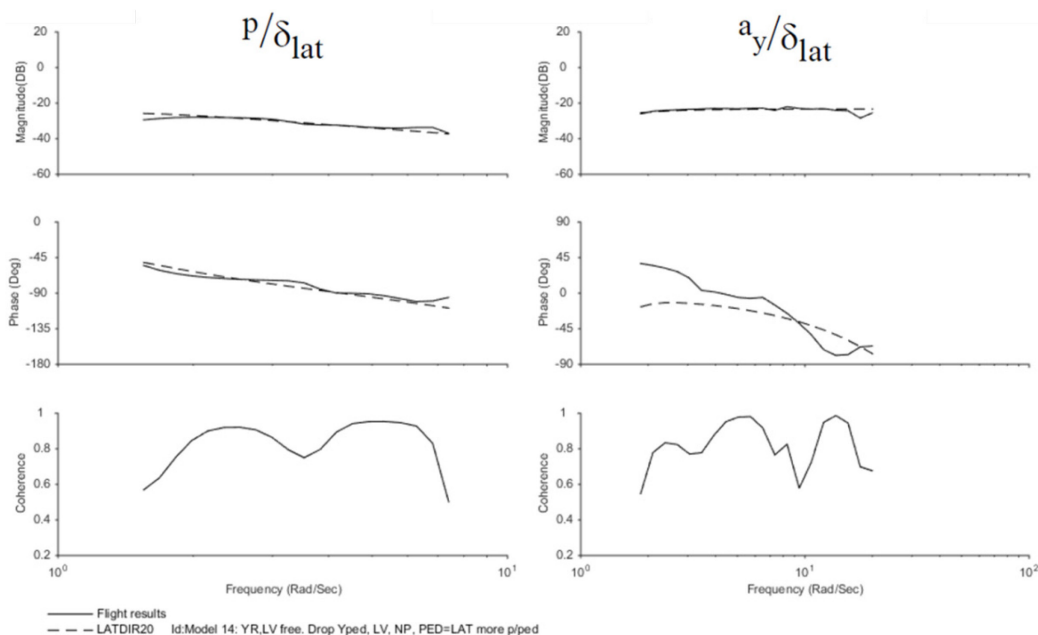 p/δlat
ay/δlat
Magnitude(DB)
20
0
-20
-40
-60
Magnitude(DB)
20
0
-20
-40
-60
Phase (Deg)
0
-45
-90
-135
-180
Phase (Deg)
90
45
0
-45
-90
Coherence
1
0.8
0.6
0.4
0.2
10^0
10^1
Frequency (Rad/Sec)
Coherence
1
0.8
0.6
0.4
0.2
10^0
10^1
10^2
Frequency (Rad/Sec)
Flight results
LATDIR20 Id:Model 14: YR,LV free. Drop Yped, LV, NP, PED=LAT more p/ped